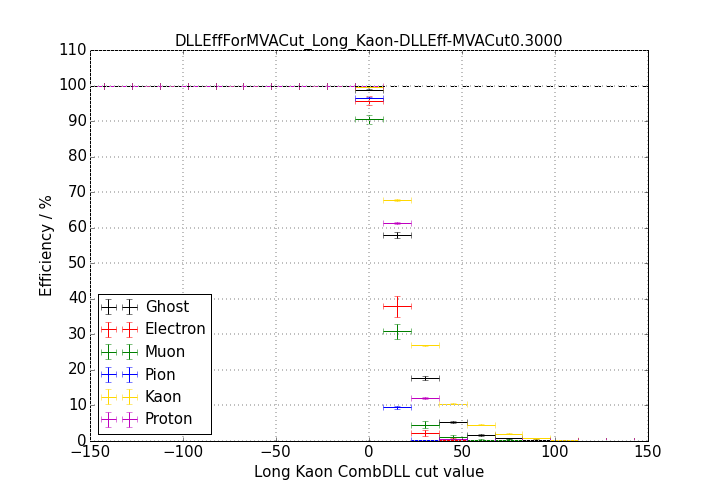 DLLEffForMVACut_Long_Kaon-DLLEff-MVACut0.3000
110
100
90
80
70
60
50
40
30
20
10
0
Efficiency / %
Ghost
Electron
Muon
Pion
Kaon
Proton
−150 −100 −50 0 50 100 150
Long Kaon CombDLL cut value